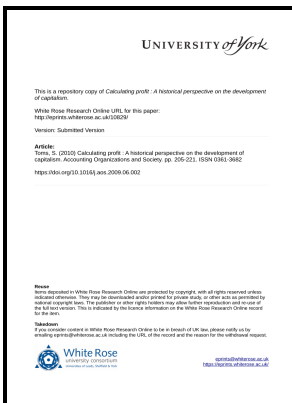 UNIVERSITY of York
This is a repository copy of Calculating profit : A historical perspective on the development
of capitalism.
White Rose Research Online URL for this paper:
http://eprints.whiterose.ac.uk/10829/
Version: Submitted Version
Article:
Toms, S. (2010) Calculating profit : A historical perspective on the development of
capitalism. Accounting Organizations and Society. pp. 205-221. ISSN 0361-3682
https://doi.org/10.1016/j.aos.2009.06.002
Reuse
Items deposited in White Rose Research Online are protected by copyright, with all rights reserved unless
indicated otherwise. They may be downloaded and/or printed for private study, or other acts as permitted by
national copyright laws. The publisher or other rights holders may allow further reproduction and re-use of
the full text version. This is indicated by the licence information on the White Rose Research Online record
for the item.
Takedown
If you consider content in White Rose Research Online to be in breach of UK law, please notify us by
emailing eprints@whiterose.ac.uk including the URL of the record and the reason for the withdrawal request.
White Rose
university consortium
Universities of Leeds, Sheffield & York
eprints@whiterose.ac.uk
https://eprints.whiterose.ac.uk/